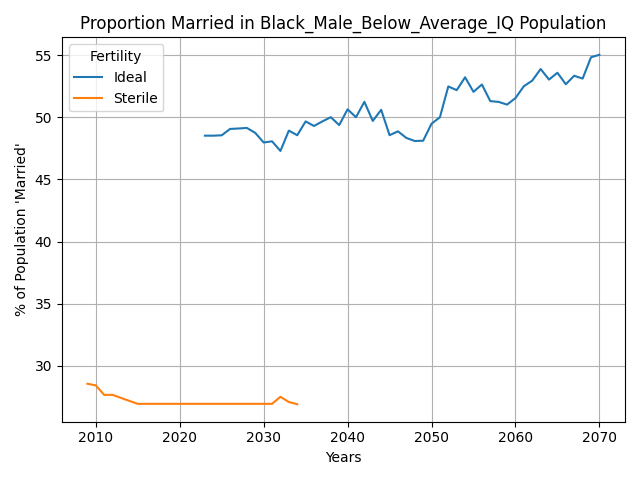 Proportion Married in Black_Male_Below_Average_IQ Population
Fertility
Ideal
Sterile
% of Population 'Married'
55
50
45
40
35
30
2010
2020
2030
2040
2050
2060
2070
Years